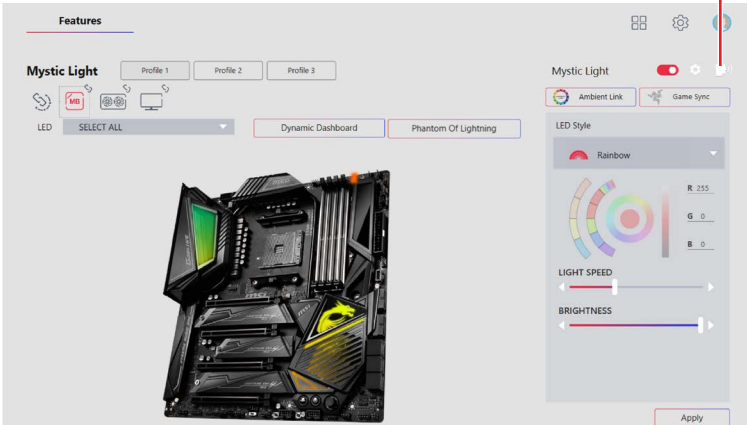 Features
Mystic Light
Profile 1
Profile 2
Profile 3
MB
LED
SELECT ALL
Dynamic Dashboard
Phantom Of Lightning
Mystic Light
Ambient Link
Game Sync
LED Style
Rainbow
R 255
G 0
B 0
LIGHT SPEED
BRIGHTNESS
Apply